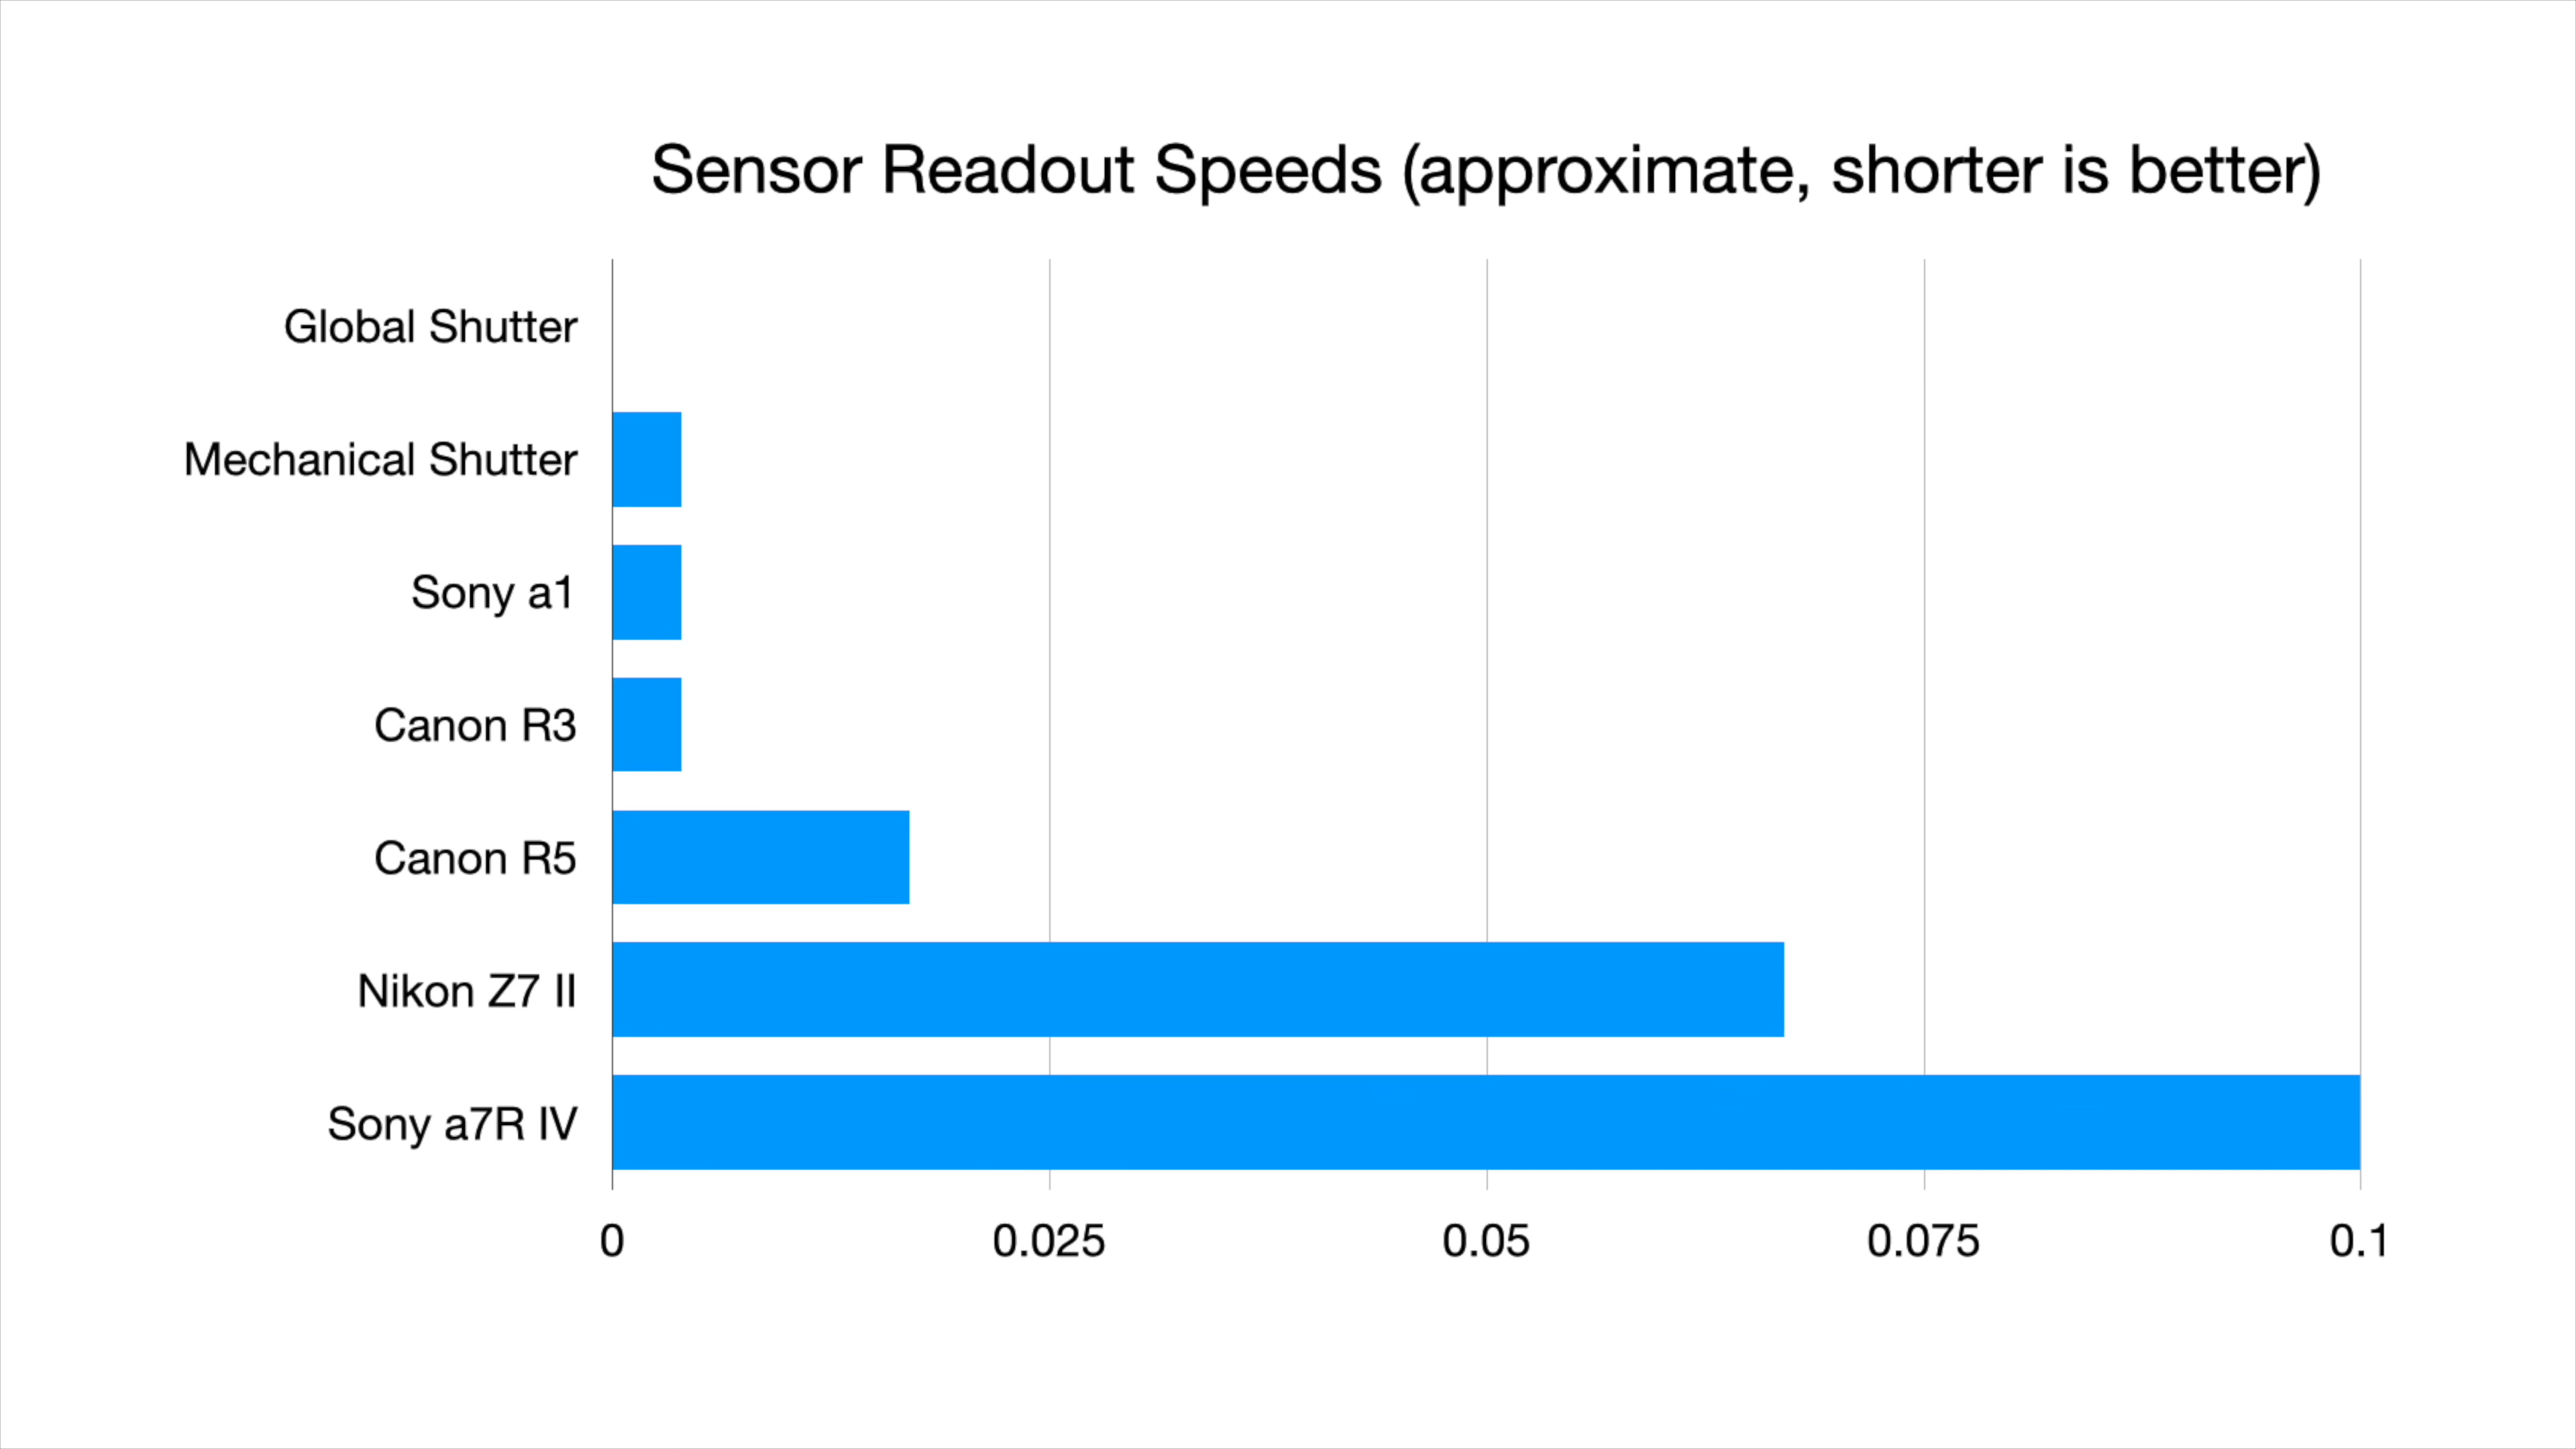 Sensor Readout Speeds (approximate, shorter is better)
Global Shutter
Mechanical Shutter
Sony a1
Canon R3
Canon R5
Nikon Z7 II
Sony a7R IV
0 0.025 0.05 0.075 0.1